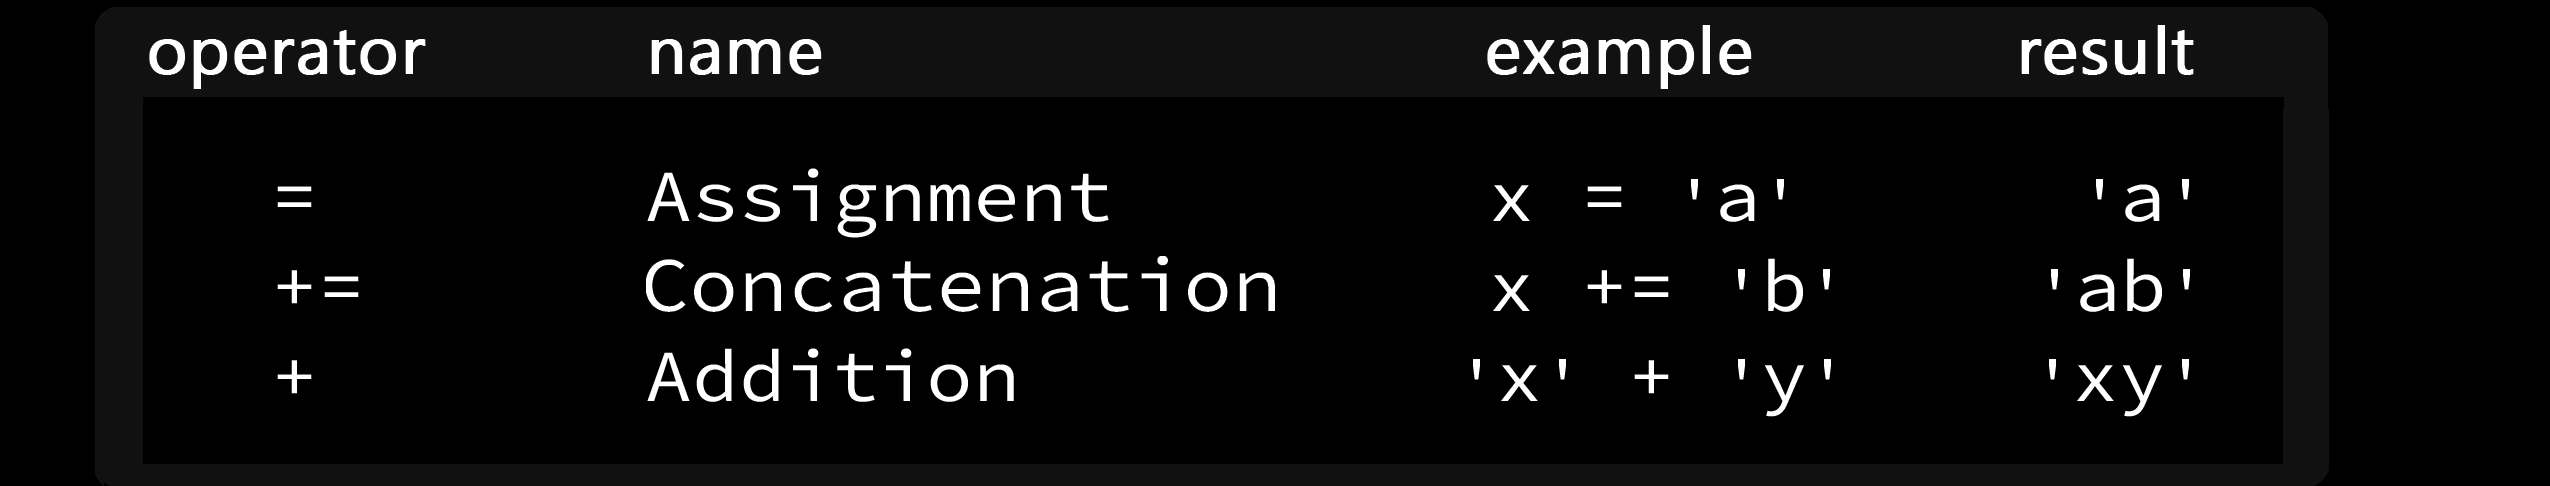 operator name example result
= Assignment x = 'a' 'a'
+= Concatenation x += 'b' 'ab'
+ Addition 'x' + 'y' 'xy'